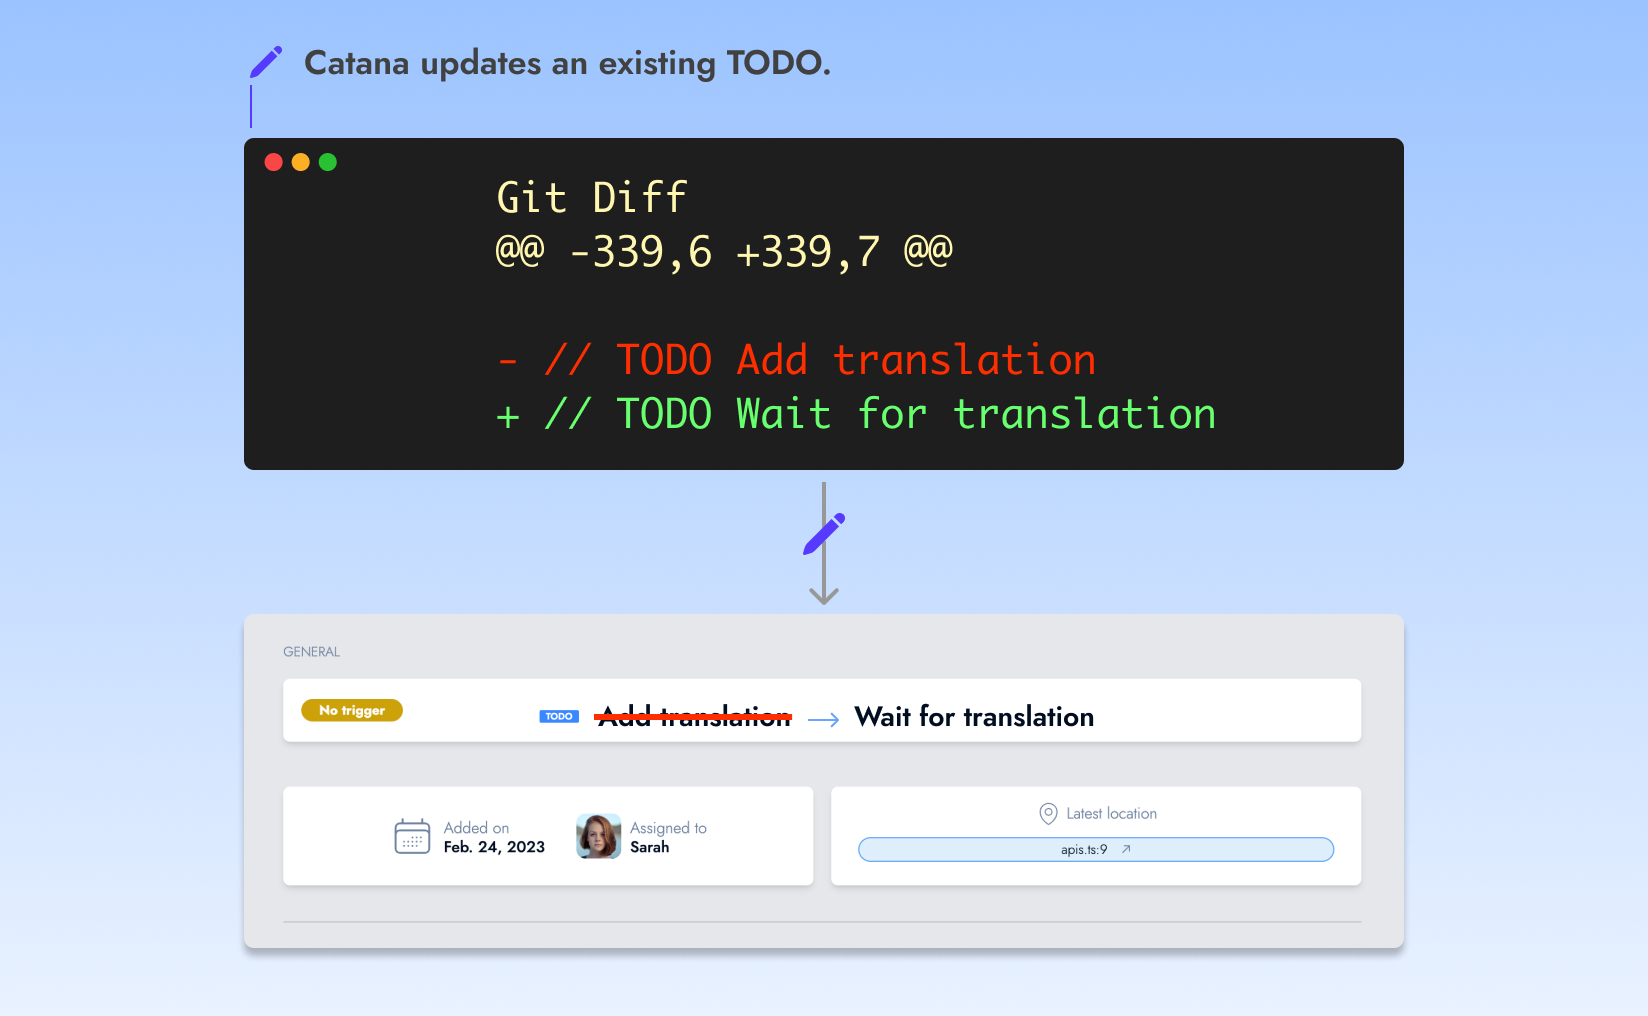 Catana updates an existing TODO.
Git Diff
@@ -339,6 +339,7 @@
- // TODO Add translation
+ // TODO Wait for translation
GENERAL
No trigger
TODO Add translation Wait for translation
Added on
Feb. 24, 2023
Assigned to
Sarah
Latest location
apis.ts:9